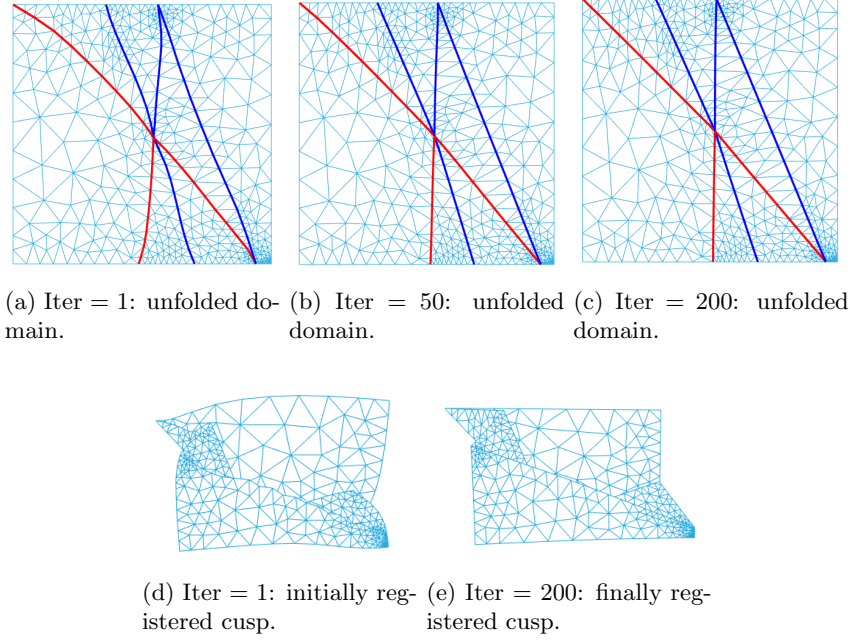 (a) Iter = 1: unfolded do-
main.
(b) Iter = 50: unfolded
domain.
(c) Iter = 200: unfolded
domain.
(d) Iter = 1: initially reg-
istered cusp.
(e) Iter = 200: finally reg-
istered cusp.